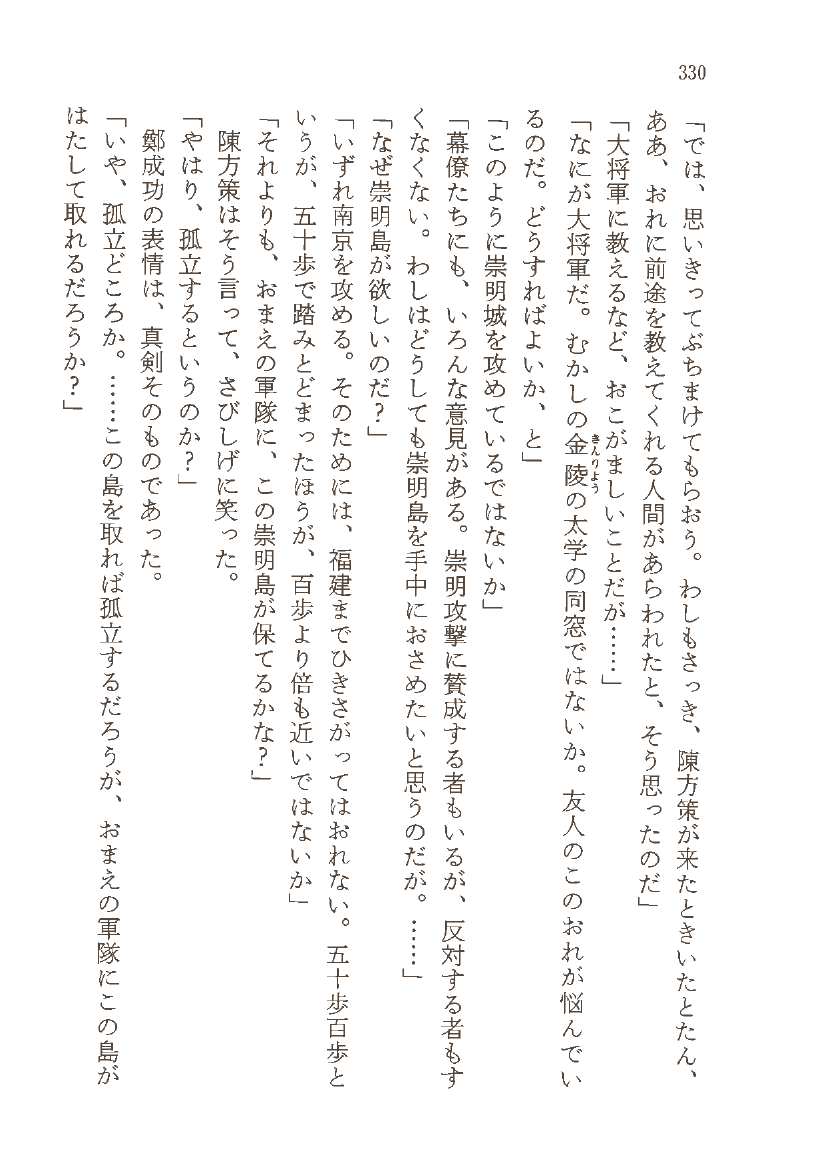 330
「では、思いきってぶちまけてもらおう。わしもさっき、陳方策が来たときいたとたん、
ああ、おれに前途を教えてくれる人間があらわれたと、そう思ったのだ」
「大将軍に教えるなど、おこがましいことだが……」
「なにが大将軍だ。むかしの金陵の太学の同窓ではないか。友人のこのおれが悩んでい
きんりよう
るのだ。どうすればよいか、と」
「このように崇明城を攻めているではないか」
「幕僚たちにも、いろんな意見がある。崇明攻撃に賛成する者もいるが、反対する者もす
くなくない。わしはどうしても崇明島を手中におさめたいと思うのだが。……」
「なぜ崇明島が欲しいのだ？」
「いずれ南京を攻める。そのためには、福建までひきさがってはおれない。五十歩百歩と
いうが、五十歩で踏みとどまったほうが、百歩より倍も近いではないか」
「それよりも、おまえの軍隊に、この崇明島が保てるかな？」
陳方策はそう言って、さびしげに笑った。
「やはり、孤立するというのか？」
鄭成功の表情は、真剣そのものであった。
「いや、孤立どころか。……この島を取れば孤立するだろうが、おまえの軍隊にこの島が
はたして取れるだろうか？」